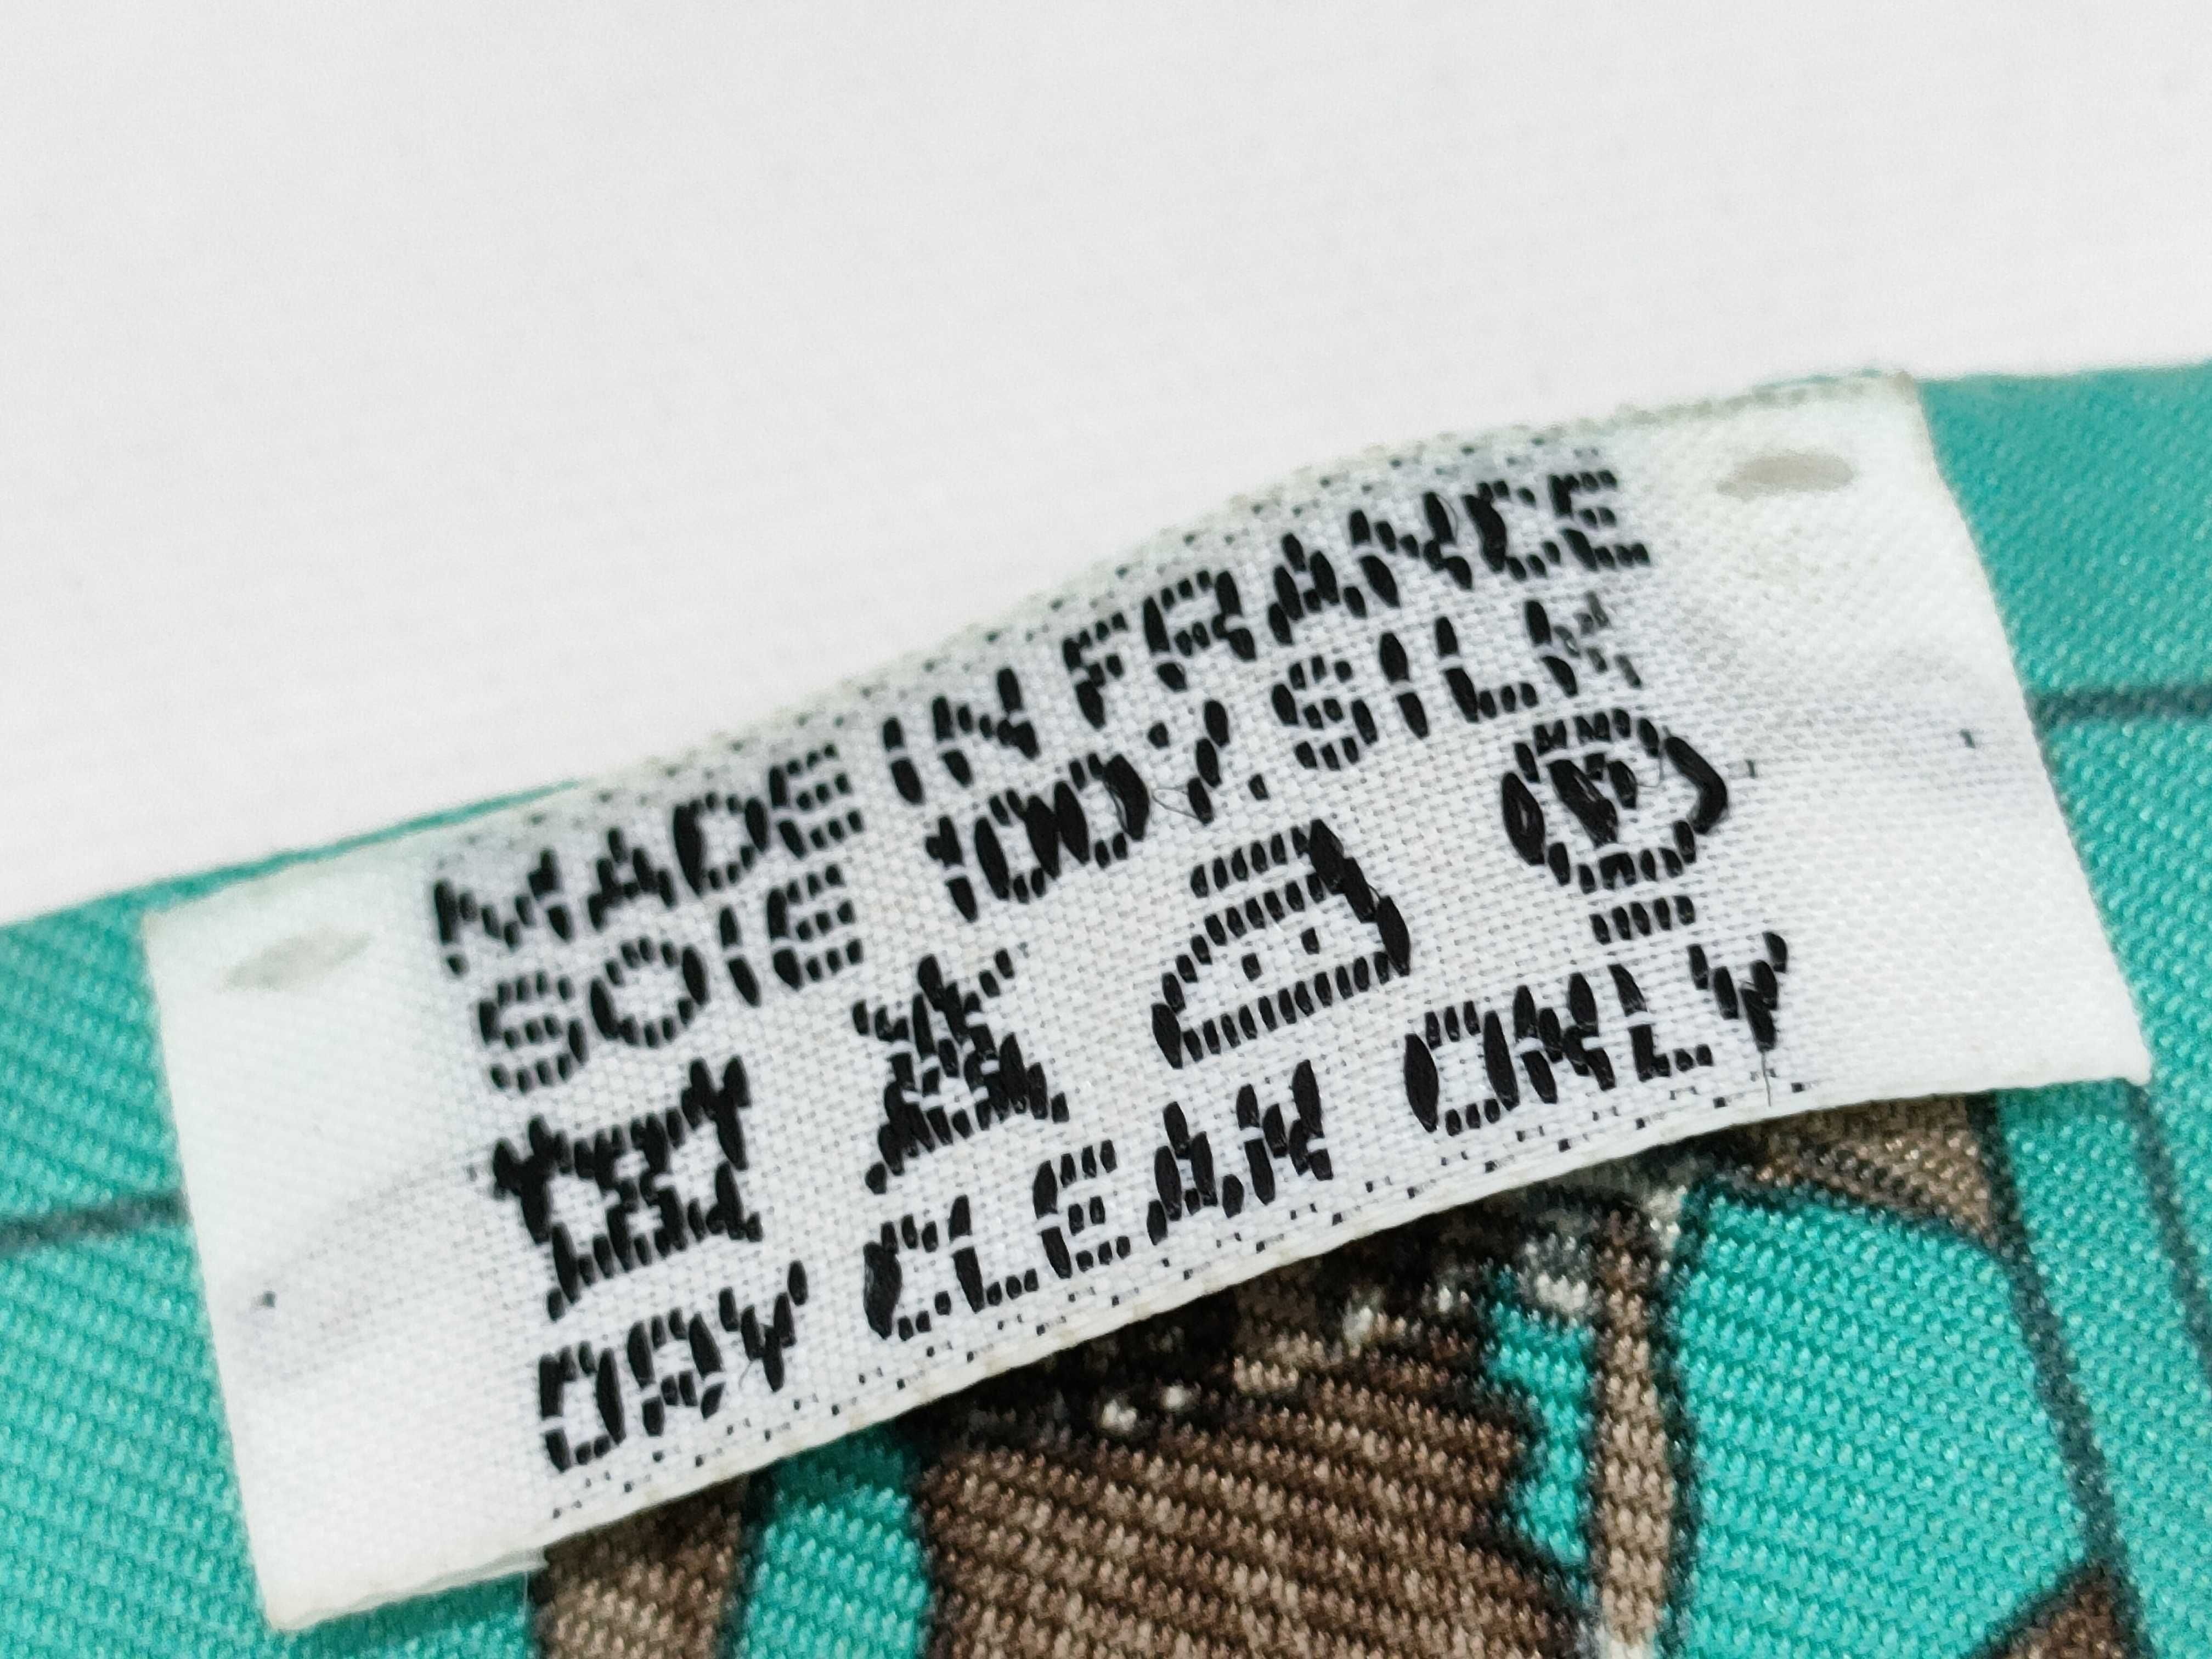 MADE IN FRANCE
SOIE 100% SILK
P
DRY CLEAN ONLY